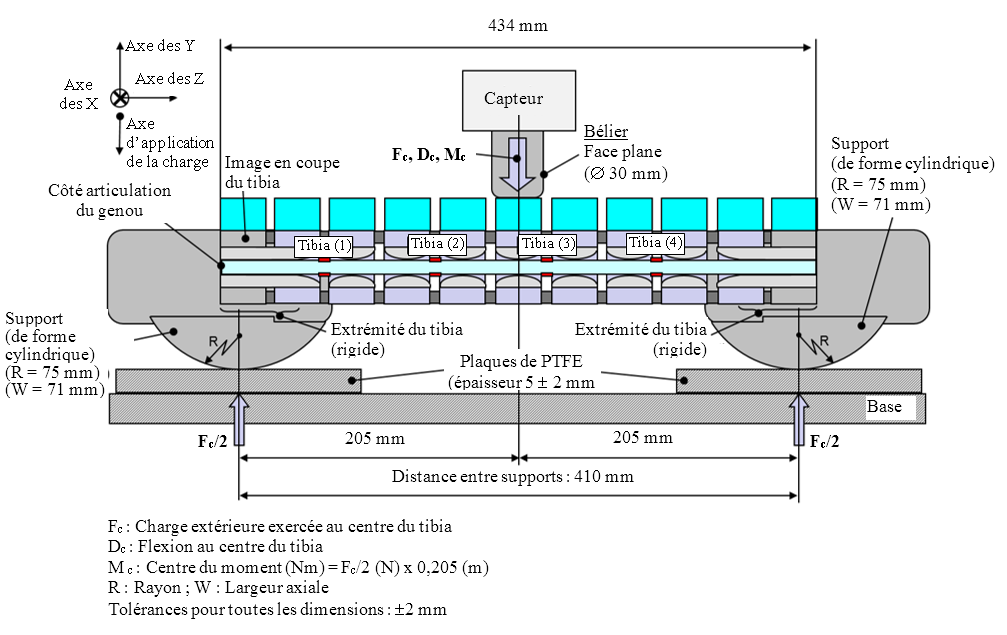 434 mm
Axe des Y
Axe
des X
Axe des Z
Axe
d'application
de la charge
Capteur
Fc, Dc, Mc
Bélier
Face plane
(Ø 30 mm)
Support
(de forme cylindrique)
(R = 75 mm)
(W = 71 mm)
Image en coupe
du tibia
Côté articulation
du genou
Tibia (1)
Tibia (2)
Tibia (3)
Tibia (4)
Support
(de forme
cylindrique)
(R = 75 mm)
(W = 71 mm)
R
Extrémité du tibia
(rigide)
Extrémité du tibia
(rigide)
R
Plaques de PTFE
(épaisseur 5 ± 2 mm
Base
Fc/2
205 mm
205 mm
Fc/2
Distance entre supports : 410 mm
Fc : Charge extérieure exercée au centre du tibia
Dc : Flexion au centre du tibia
Mc : Centre du moment (Nm) = Fc/2 (N) x 0,205 (m)
R : Rayon ; W : Largeur axiale
Tolérances pour toutes les dimensions : ±2 mm